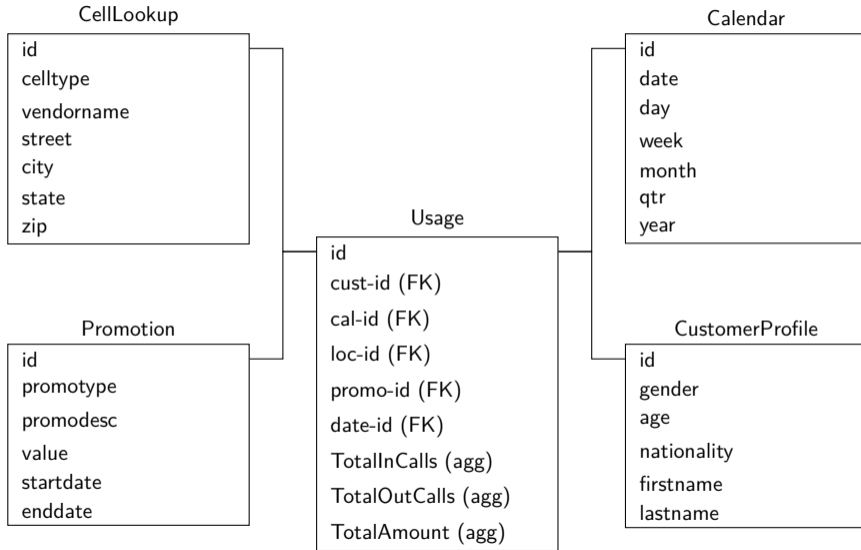 CellLookup
id
celltype
vendorname
street
city
state
zip
Calendar
id
date
day
week
month
qtr
year
Usage
id
cust-id (FK)
cal-id (FK)
loc-id (FK)
promo-id (FK)
date-id (FK)
TotalInCalls (agg)
TotalOutCalls (agg)
TotalAmount (agg)
Promotion
id
promotype
promodesc
value
startdate
enddate
CustomerProfile
id
gender
age
nationality
firstname
lastname